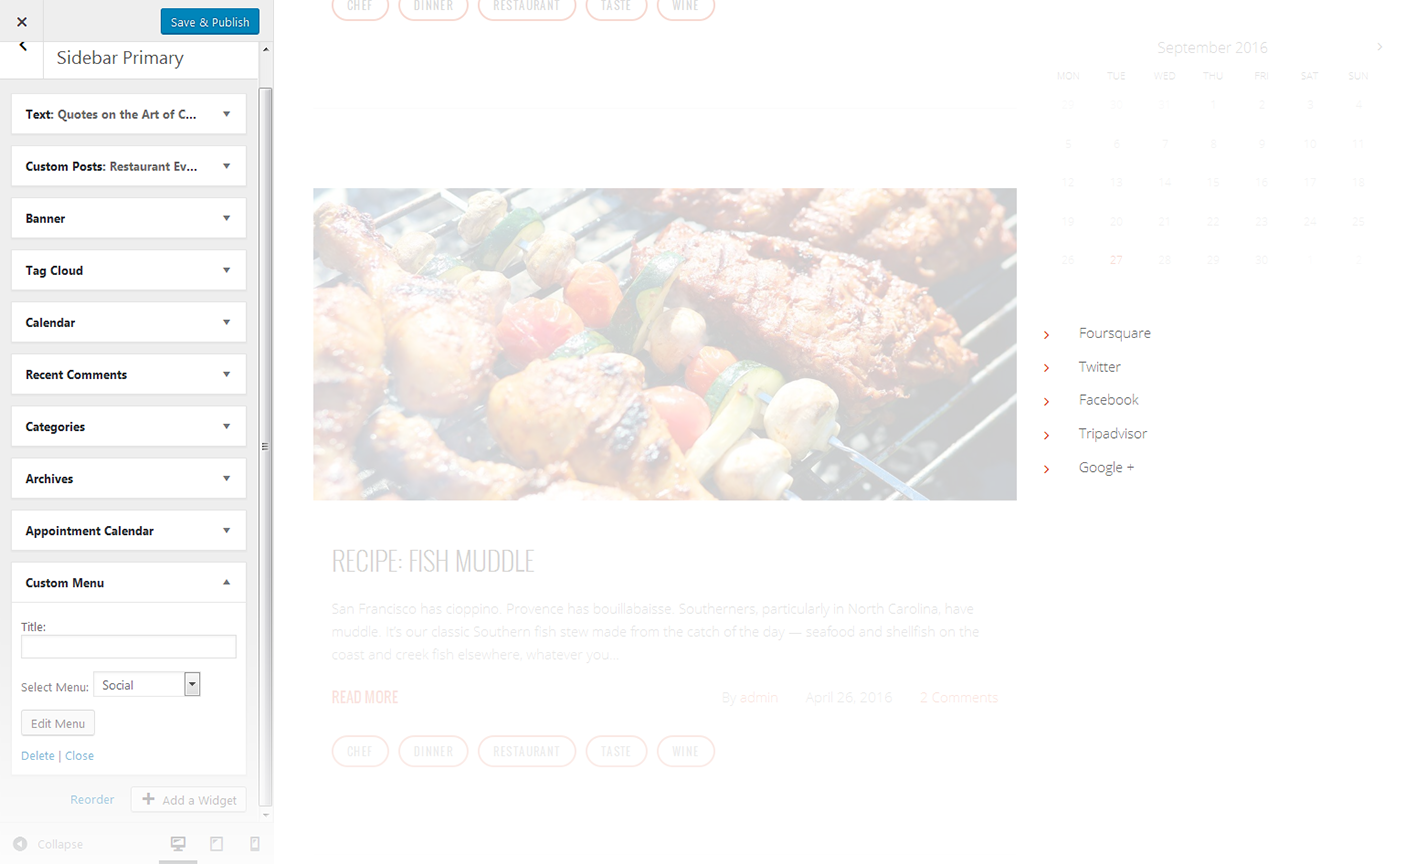 Save & Publish
Sidebar Primary
Text: Quotes on the Art of C...
Custom Posts: Restaurant Ev...
Banner
Tag Cloud
Calendar
Recent Comments
Categories
Archives
Appointment Calendar
Custom Menu
Title:
Select Menu: Social
Edit Menu
Delete | Close
Reorder
Add a Widget
Collapse
CHEF DINNER RESTAURANT TASTE WINE
RECIPE: FISH MUDDLE
San Francisco has cioppino, Provence has bouillabaisse. Southerners, particularly in North Carolina, have
muddle. It's our classic Southern fish stew made from the catch of the day — seafood and shellfish on the
coast and creek fish elsewhere, whatever you...
READ MORE By admin April 26, 2016 2 Comments
CHEF DINNER RESTAURANT TASTE WINE
September 2016
MON TUE WED THU FRI SAT SUN
1 2 3 4
5 6 7 8 9 10 11
12 13 14 15 16 17 18
19 20 21 22 23 24 25
26 27 28 29 30
Foursquare
Twitter
Facebook
Tripadvisor
Google +